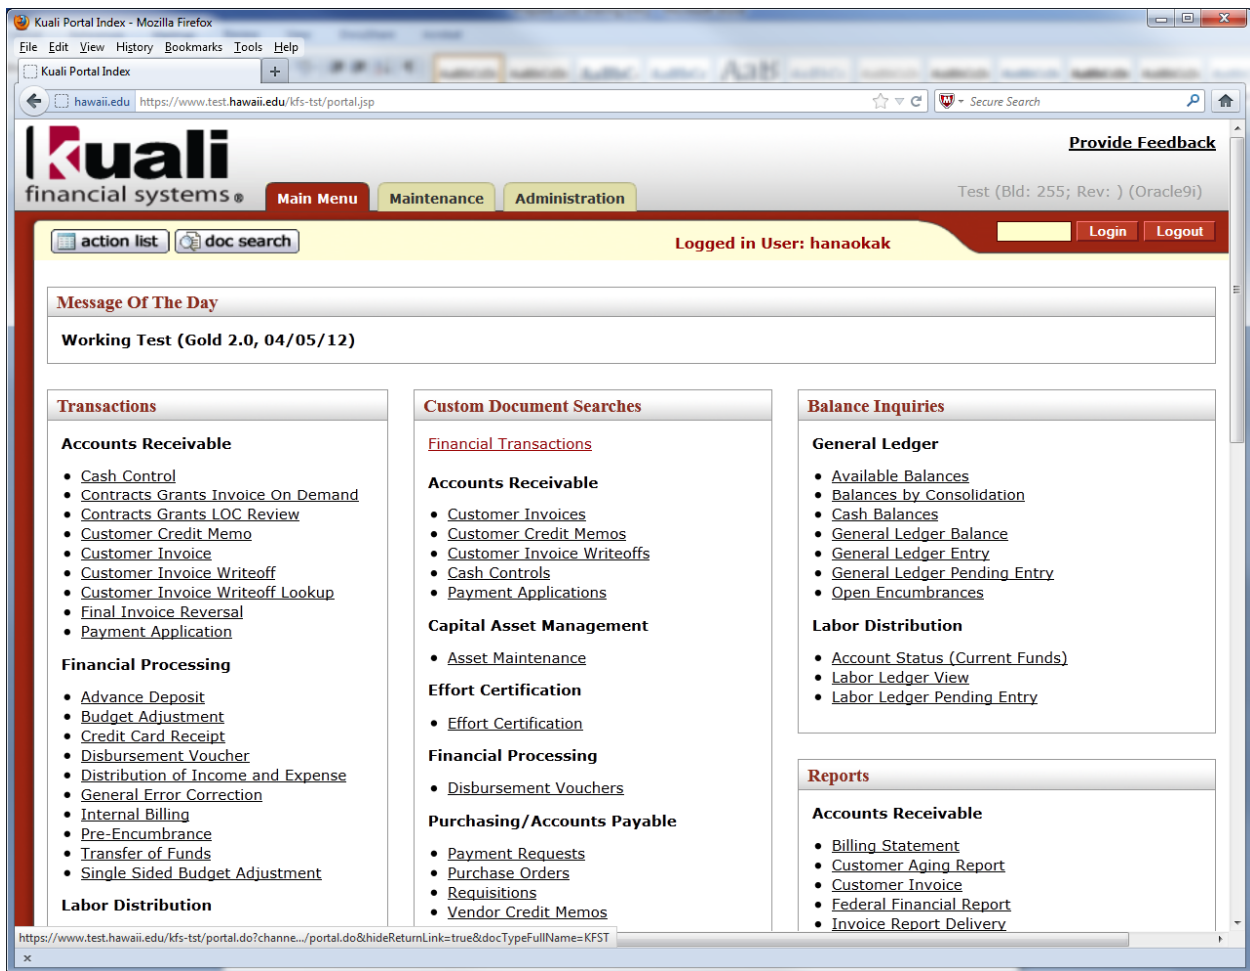 Kuali Portal Index - Mozilla Firefox
File Edit View History Bookmarks Tools Help
Kuali Portal Index +
hawaii.edu https://www.test.hawaii.edu/kfs-tst/portal.jsp Secure Search
kuali
financial systems ®
Provide Feedback
Main Menu Maintenance Administration
Test (Bld: 255; Rev: ) (Oracle9i)
action list doc search
Logged in User: hanaokak
Login Logout
Message Of The Day
Working Test (Gold 2.0, 04/05/12)
Transactions
Accounts Receivable
• Cash Control
• Contracts Grants Invoice On Demand
• Contracts Grants LOC Review
• Customer Credit Memo
• Customer Invoice
• Customer Invoice Writeoff
• Customer Invoice Writeoff Lookup
• Final Invoice Reversal
• Payment Application
Financial Processing
• Advance Deposit
• Budget Adjustment
• Credit Card Receipt
• Disbursement Voucher
• Distribution of Income and Expense
• General Error Correction
• Internal Billing
• Pre-Encumbrance
• Transfer of Funds
• Single Sided Budget Adjustment
Labor Distribution
Custom Document Searches
Financial Transactions
Accounts Receivable
• Customer Invoices
• Customer Credit Memos
• Customer Invoice Writeoffs
• Cash Controls
• Payment Applications
Capital Asset Management
• Asset Maintenance
Effort Certification
• Effort Certification
Financial Processing
• Disbursement Vouchers
Purchasing/Accounts Payable
• Payment Requests
• Purchase Orders
• Requisitions
• Vendor Credit Memos
Balance Inquiries
General Ledger
• Available Balances
• Balances by Consolidation
• Cash Balances
• General Ledger Balance
• General Ledger Entry
• General Ledger Pending Entry
• Open Encumbrances
Labor Distribution
• Account Status (Current Funds)
• Labor Ledger View
• Labor Ledger Pending Entry
Reports
Accounts Receivable
• Billing Statement
• Customer Aging Report
• Customer Invoice
• Federal Financial Report
• Invoice Report Delivery
https://www.test.hawaii.edu/kfs-tst/portal.do?channe.../portal.do&hideReturnLink=true&docTypeFullName=KFST